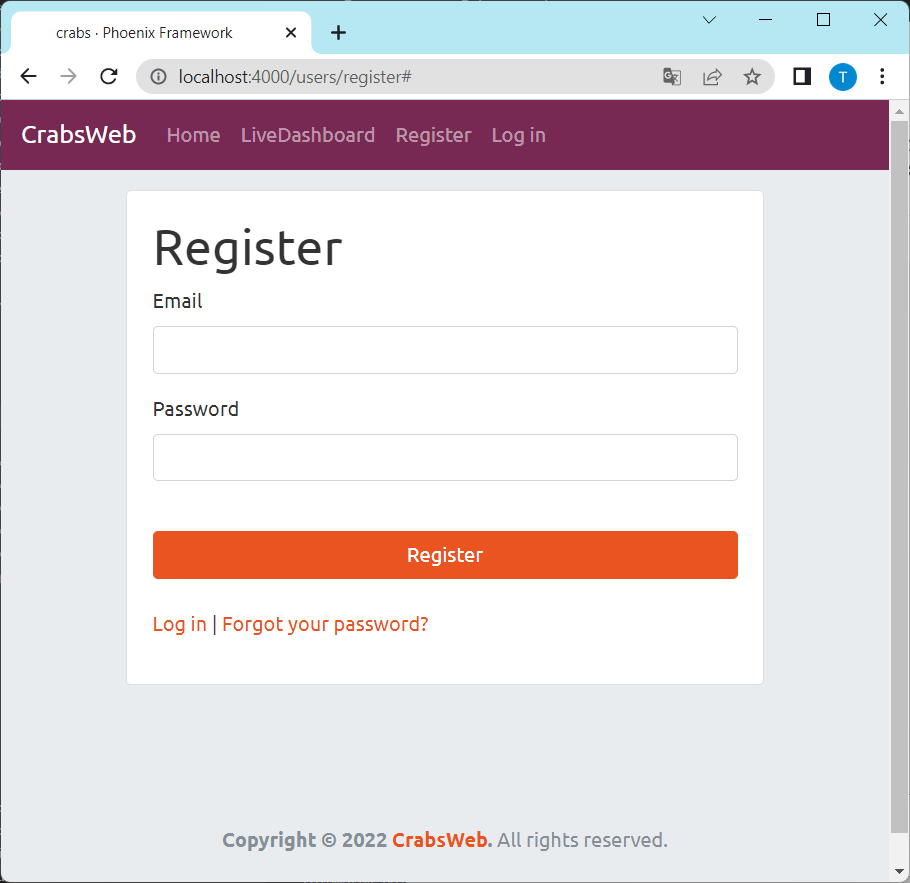 crabs · Phoenix Framework
localhost:4000/users/register#
T
CrabsWeb Home LiveDashboard Register Log in
Register
Email
Password
Register
Log in | Forgot your password?
Copyright © 2022 CrabsWeb. All rights reserved.